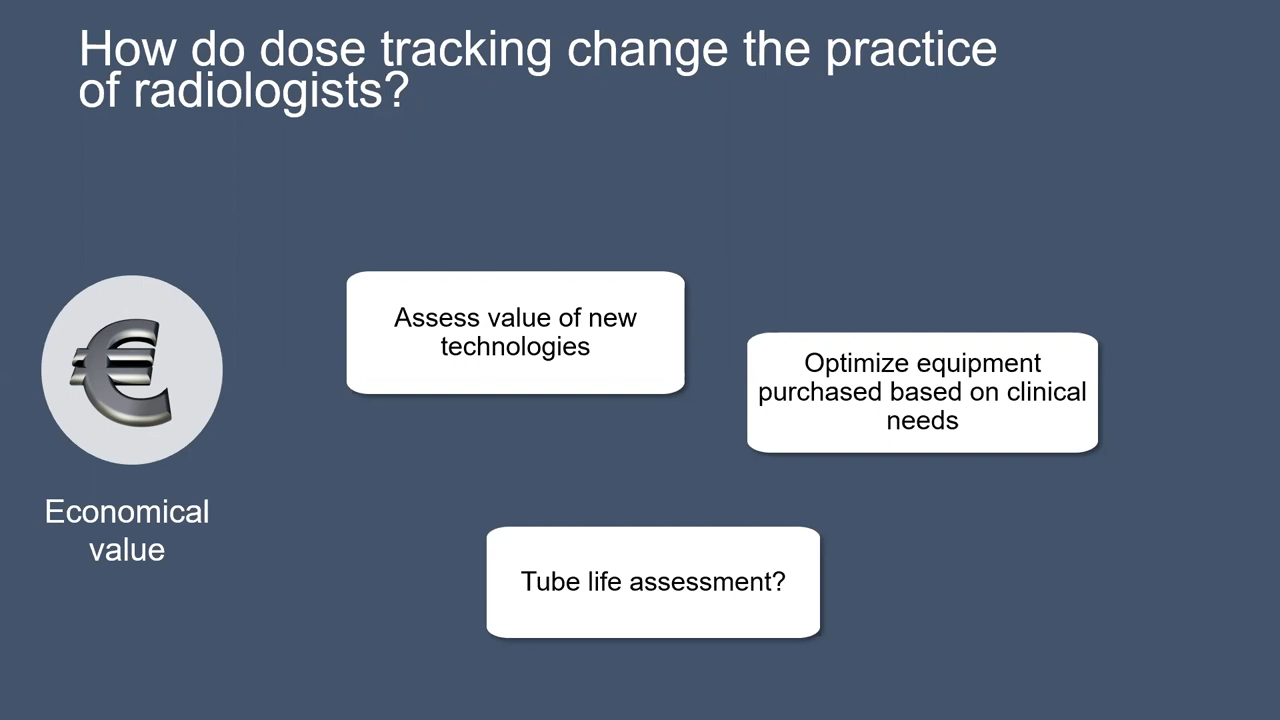 How do dose tracking change the practice
of radiologists?
Assess value of new
technologies
Optimize equipment
purchased based on clinical
needs
Economical
value
Tube life assessment?